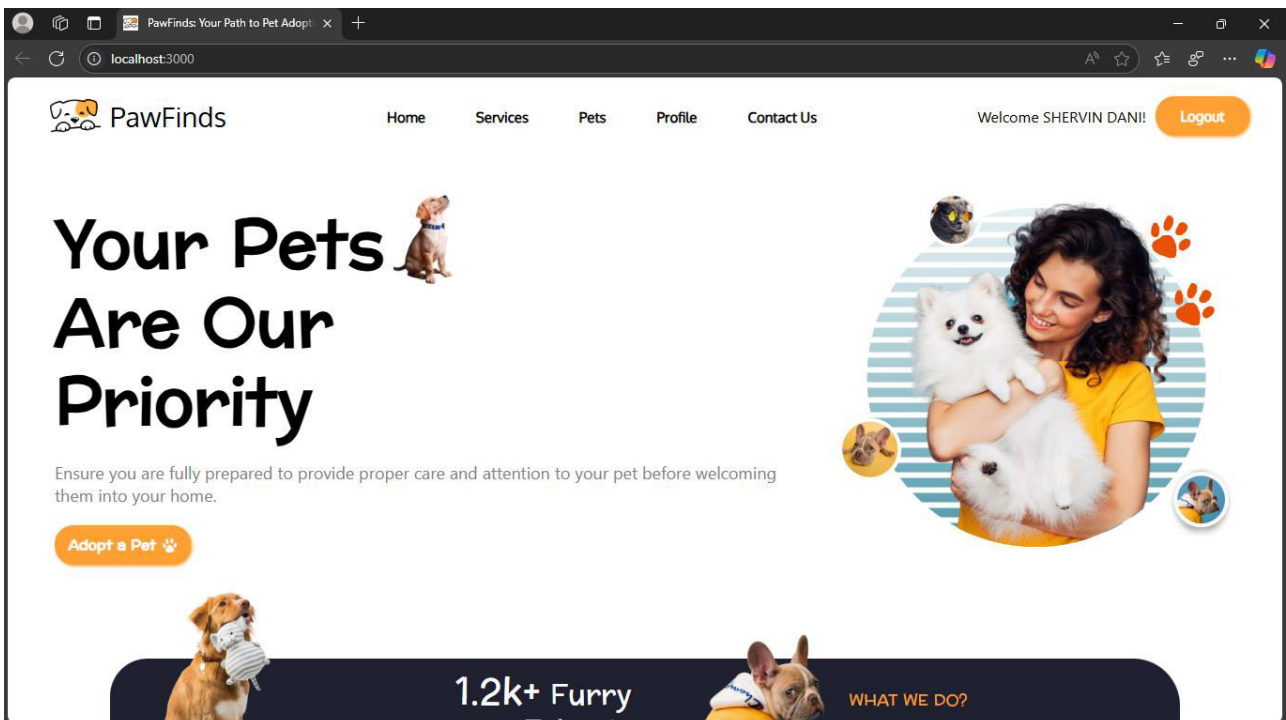 PawFinds: Your Path to Pet Adopti
localhost:3000
PawFinds
Home Services Pets Profile Contact Us
Welcome SHERVIN DANI!
Logout
Your Pets
Are Our
Priority
Ensure you are fully prepared to provide proper care and attention to your pet before welcoming
them into your home.
Adopt a Pet
1.2k+ Furry
WHAT WE DO?